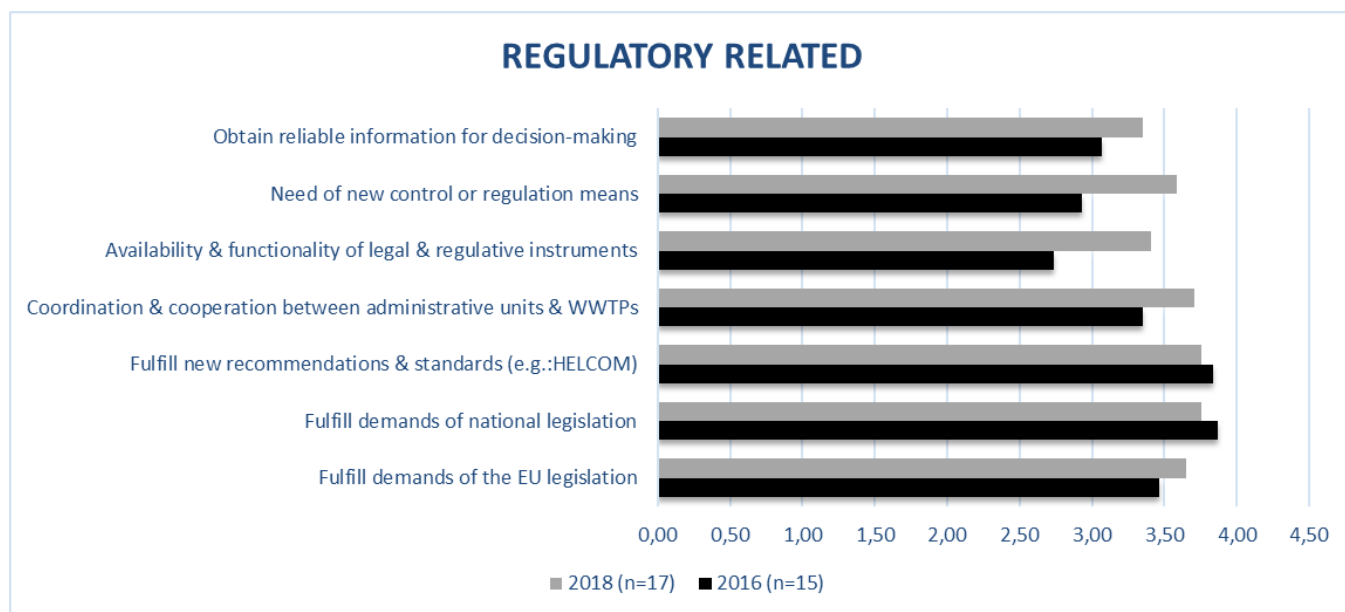 REGULATORY RELATED
Obtain reliable information for decision-making
Need of new control or regulation means
Availability & functionality of legal & regulative instruments
Coordination & cooperation between administrative units & WWTPs
Fulfill new recommendations & standards (e.g.:HELCOM)
Fulfill demands of national legislation
Fulfill demands of the EU legislation
0,00 0,50 1,00 1,50 2,00 2,50 3,00 3,50 4,00 4,50
2018 (n=17) 2016 (n=15)